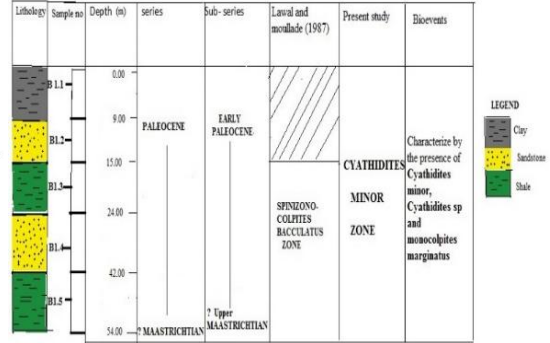 Lithology Sample no Depth (m) series Sub- series Lawal and moullade (1987) Present study Bioevents
B1.1
B1.2
B1.3
B1.4
B1.5
0.00
9.00
15.00
24.00
42.00
54.00
PALEOCENE
? MAASTRICHTIAN
EARLY
PALEOCENE
? Upper
MAASTRICHTIAN
SPINIZONO-
COLPITES
BACCULATUS
ZONE
CYATHIDITES
MINOR
ZONE
Characterize by
the presence of
Cyathidites
minor,
Cyathidites sp
and
monocolpites
marginatus
LEGEND
Clay
Sandstone
Shale